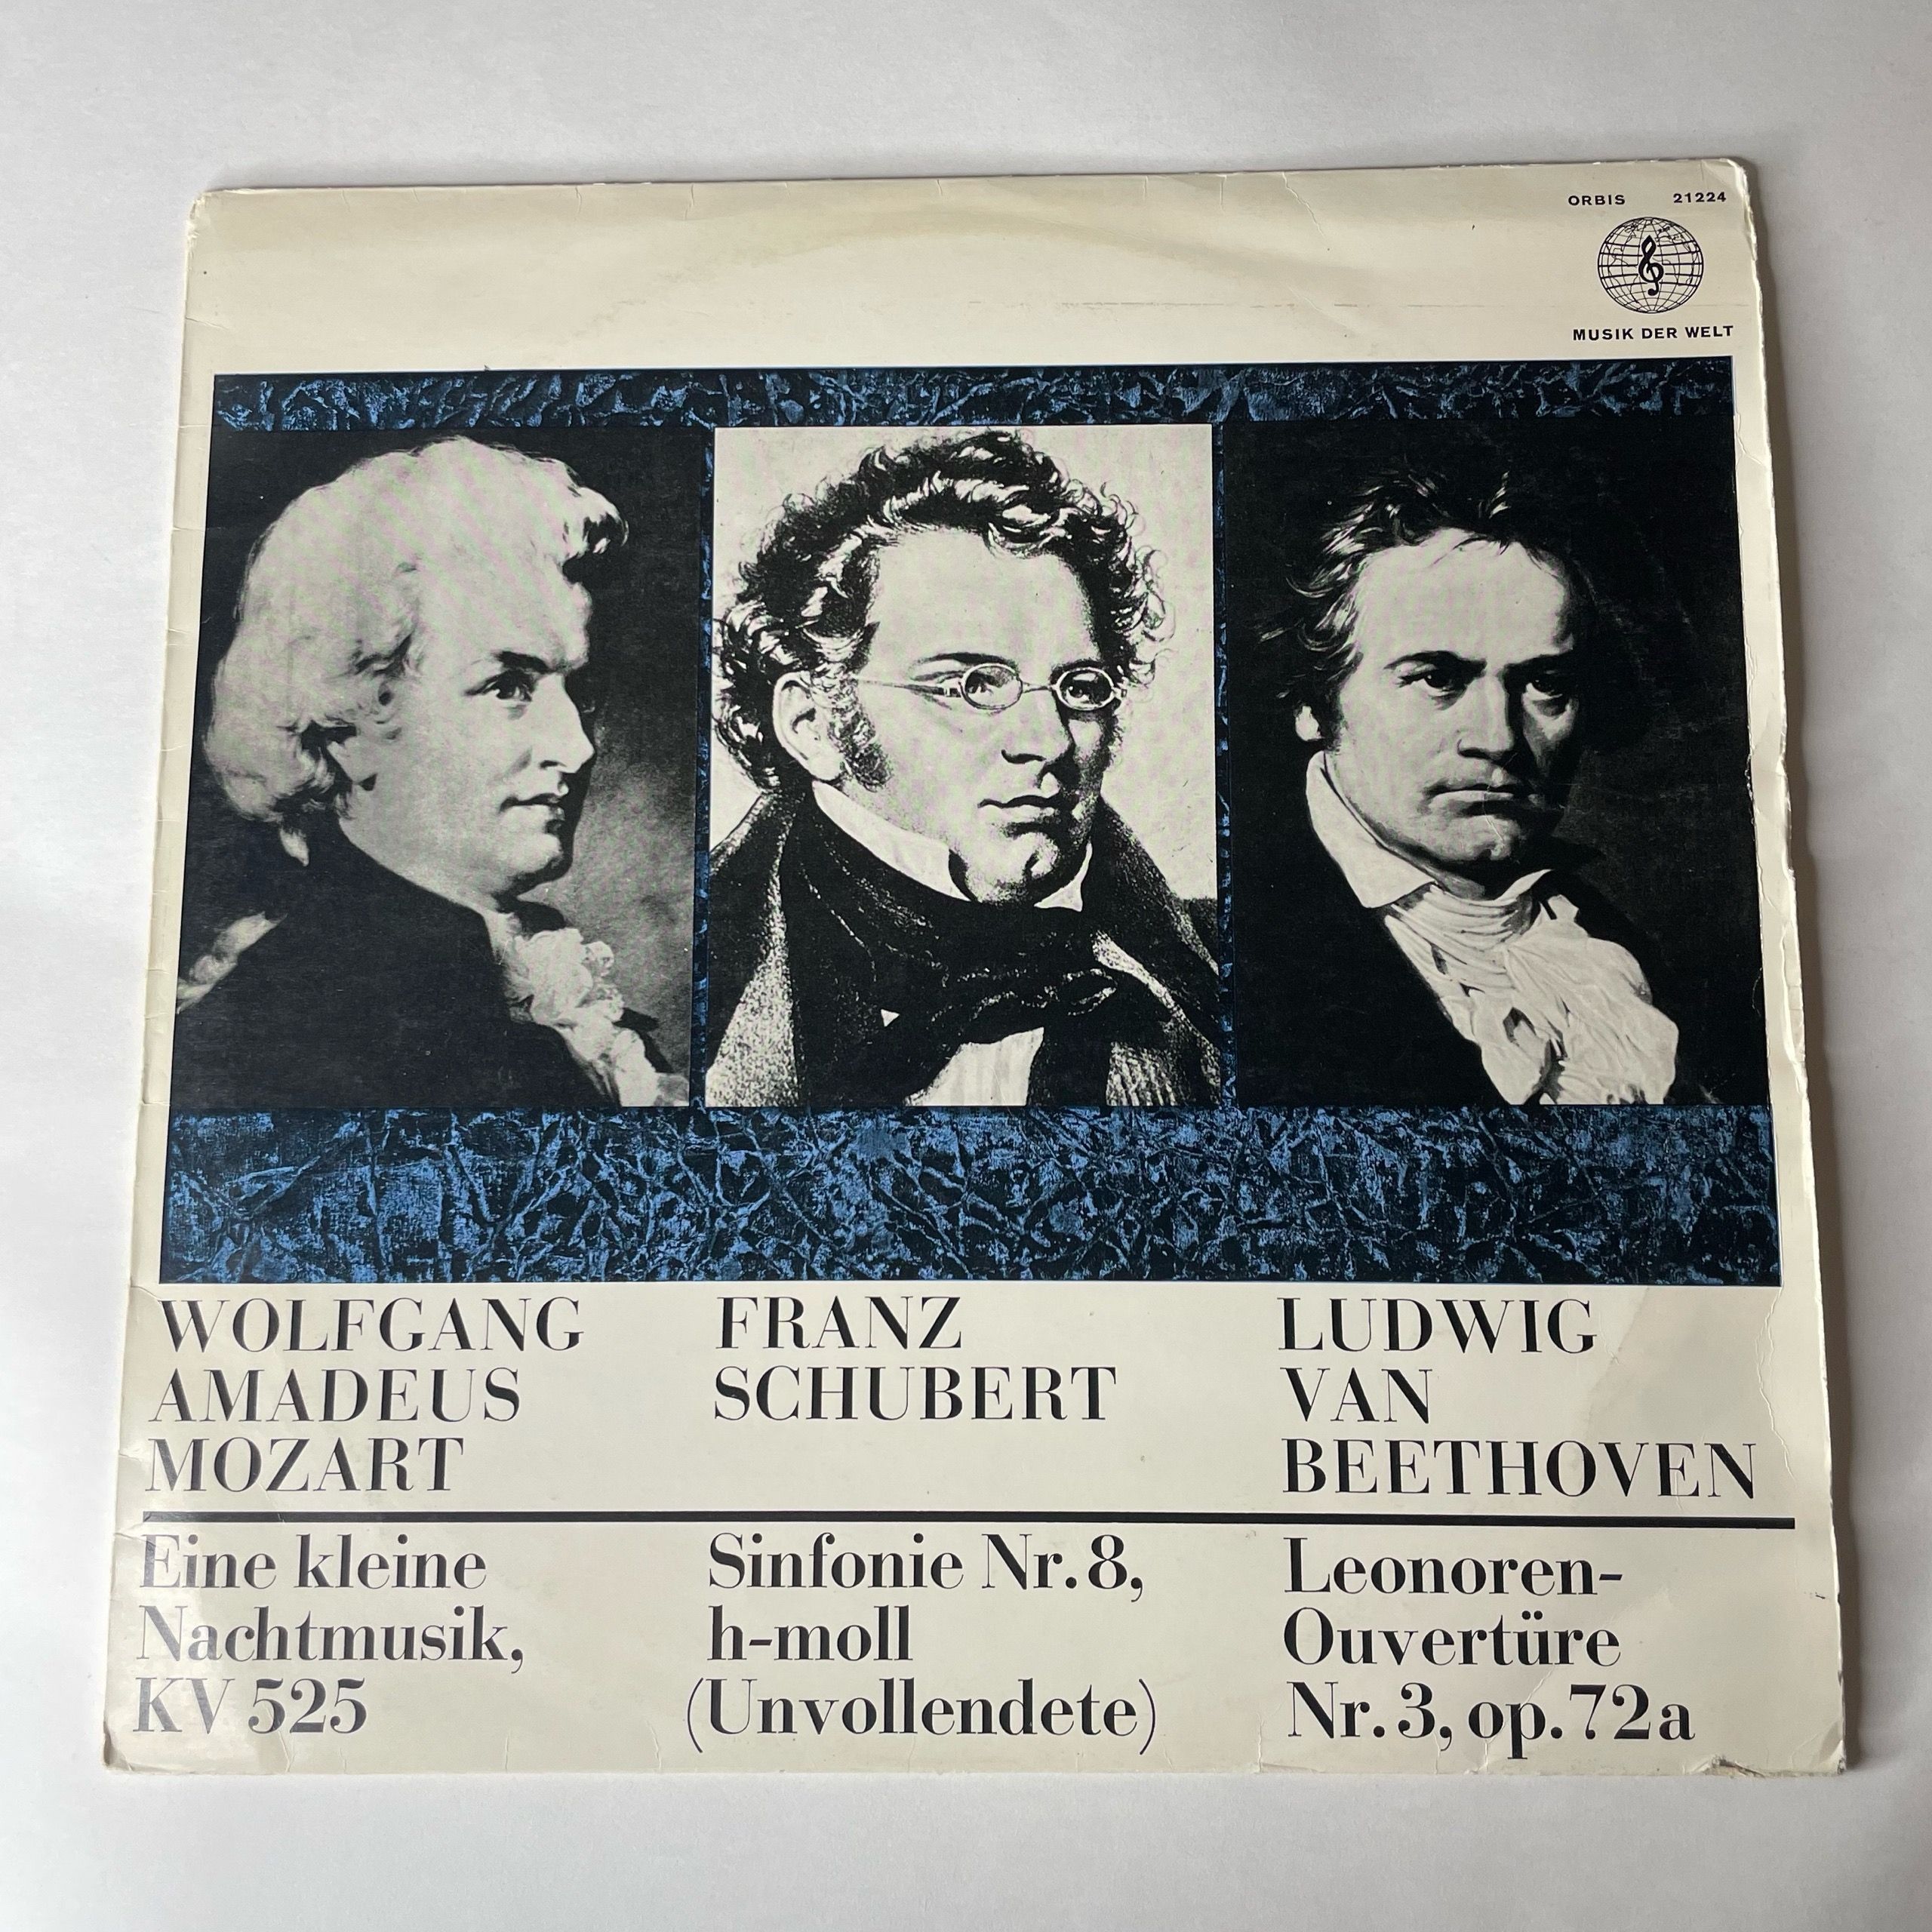 ORBIS 21224
MUSIK DER WELT
WOLFGANG
AMADEUS
MOZART
FRANZ
SCHUBERT
LUDWIG
VAN
BEETHOVEN
Eine kleine
Nachtmusik,
KV 525
Sinfonie Nr. 8,
h-moll
(Unvollendete)
Leonoren-
Ouvertüre
Nr. 3, op. 72a